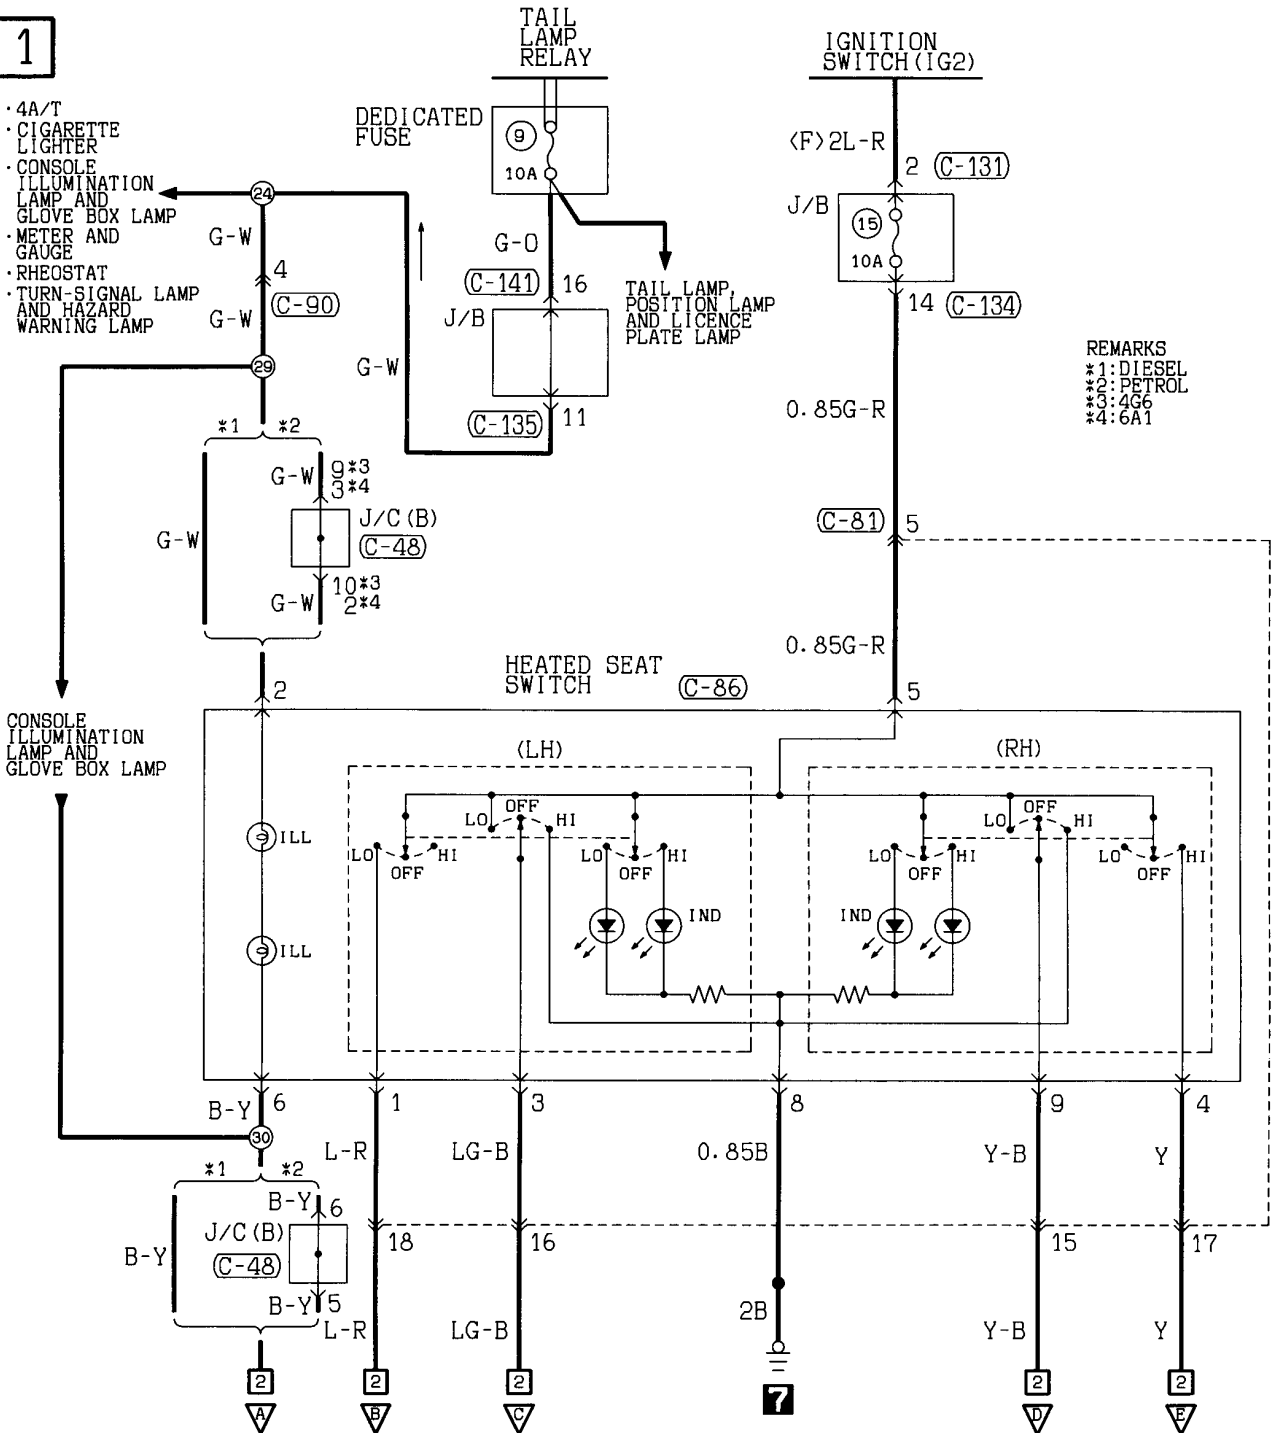 1
TAIL
LAMP
RELAY
IGNITION
SWITCH(IG2)
· 4A/T
· CIGARETTE
LIGHTER
· CONSOLE
ILLUMINATION
LAMP AND
GLOVE BOX LAMP
· METER AND
GAUGE
· RHEOSTAT
· TURN-SIGNAL LAMP
AND HAZARD
WARNING LAMP
DEDICATED
FUSE
9
10A
<F>2L-R
2
C-131
J/B
15
10A
14
C-134
24
G-W
4
C-90
G-W
29
G-O
C-141
16
J/B
C-135
11
G-W
TAIL LAMP,
POSITION LAMP
AND LICENCE
PLATE LAMP
REMARKS
*1:DIESEL
*2:PETROL
*3:4G6
*4:6A1
0.85G-R
*1
*2
G-W
9*3
3*4
J/C(B)
C-48
G-W
10*3
2*4
G-W
C-81
5
0.85G-R
2
HEATED SEAT
SWITCH
C-86
5
CONSOLE
ILLUMINATION
LAMP AND
GLOVE BOX LAMP
(LH)
(RH)
ILL
ILL
LO
OFF
HI
LO
OFF
HI
LO
OFF
HI
IND
LO
OFF
HI
IND
LO
OFF
HI
LO
OFF
HI
B-Y
6
1
3
8
9
4
30
L-R
LG-B
0.85B
Y-B
Y
*1
*2
B-Y
6
J/C(B)
C-48
B-Y
5
B-Y
18
16
15
17
L-R
LG-B
2B
Y-B
Y
2
2
2
7
2
2
A
B
C
D
E